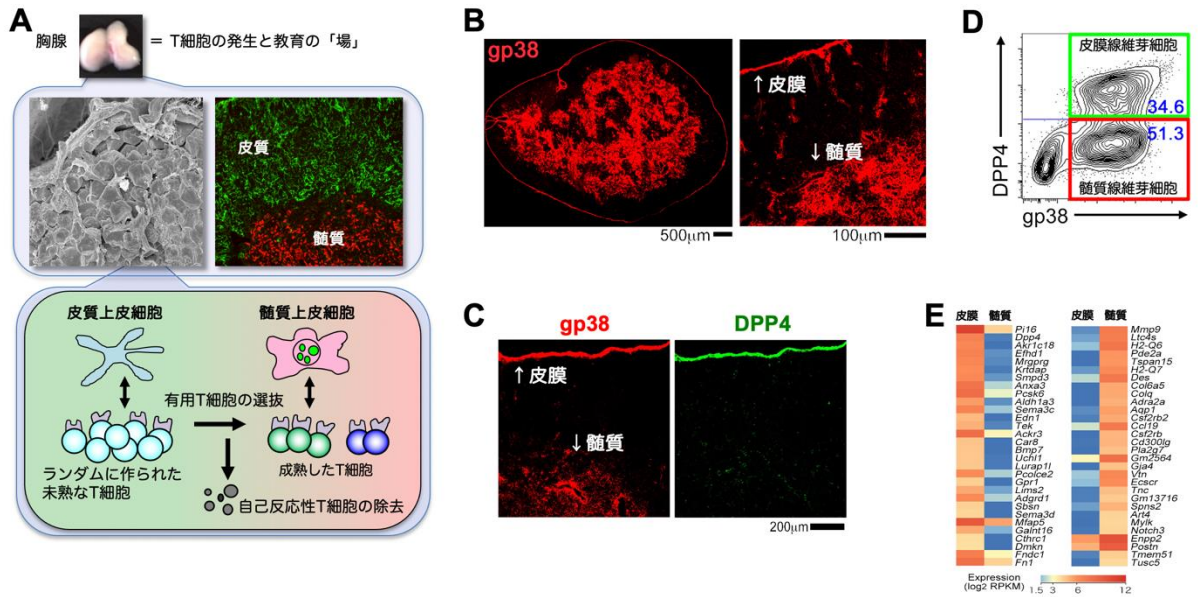 A
胸腺
= T細胞の発生と教育の「場」
皮質
髄質
皮質上皮細胞
髄質上皮細胞
有用T細胞の選抜
ランダムに作られた
未熟なT細胞
成熟したT細胞
自己反応性T細胞の除去
B
gp38
↑皮膜
↓髄質
500μm
100μm
C
gp38
DPP4
↑皮膜
↓髄質
200μm
D
DPP4
皮膜線維芽細胞
34.6
51.3
髄質線維芽細胞
gp38
E
皮膜 髄質
Pi16
Dpp4
Akr1c18
Efhd1
Mrgprg
Krtdap
Smpd3
Anxa3
Pcsk6
Aldh1a3
Sema3c
Edn1
Tek
Ackr3
Car8
Bmp7
Uchl1
Lurap1l
Pcolce2
Gpr1
Lims2
Adgrd1
Sbsn
Sema3d
Mfap5
Galnt16
Cthrc1
Dmkn
Fndc1
Fn1
皮膜 髄質
Mmp9
Ltc4s
H2-Q6
Pde2a
Tspan15
H2-Q7
Des
Col6a5
Colq
Adra2a
Aqp1
Csf2rb2
Ccl19
Csf2rb
Cd300lg
Pla2g7
Gm2564
Gja4
Vtn
Ecscr
Tnc
Gm13716
Spns2
Art4
Mylk
Notch3
Enpp2
Postn
Tmem51
Tusc5
Expression
(log2 RPKM)
1.5 3 6 12